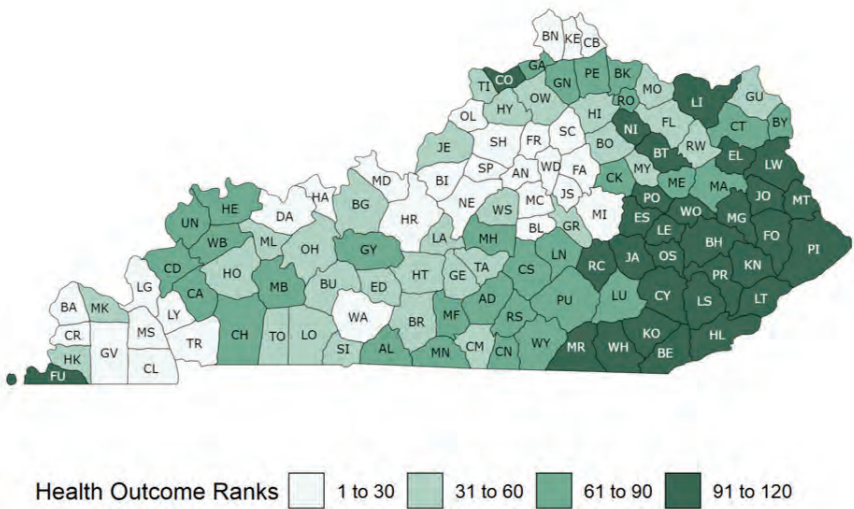 BN KE CB
CO GA GN PE BK
TI HY OW RO MO LI GU
OL HI NI FL CT BY
JE SH FR SC BO BT RW EL LW
MD BI SP AN WD FA CK MY ME MA JO MT
HA DA BG HR NE WS MC JS MI PO ES WO MG
UN HE WB ML OH GY LA MH BL GR LE BH FO PI
CD HO MB BU HT GE TA CS LN RC JA OS PR KN
LG CA ED AD PU LU CY LS LT
BA MK LY WA BR MF RS
CR GV MS TR CH TO LO SI AL MN CM CN WY MR WH KO BE HL
HK CL
FU
Health Outcome Ranks 1 to 30 31 to 60 61 to 90 91 to 120